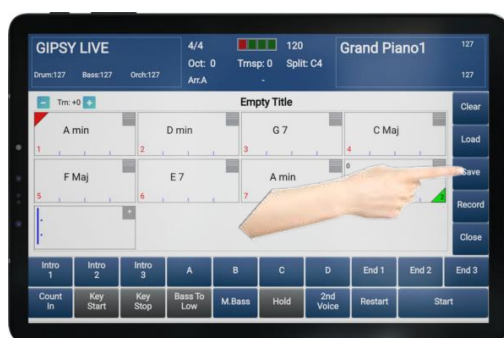 GIPSY LIVE
4/4
120
Grand Piano1
127
Oct: 0
Trnsp: 0
Split: C4
Drum:127
Bass:127
Orch:127
Arr.A
-
127
- Trn: +0 +
Empty Title
Clear
A min
D min
G 7
C Maj
1
2
3
4
Load
F Maj
E 7
A min
0
Save
5
6
7
2
Record
+
Close
Intro 1
Intro 2
Intro 3
A
B
C
D
End 1
End 2
End 3
Count In
Key Start
Key Stop
Bass To Low
M.Bass
Hold
2nd Voice
Restart
Start